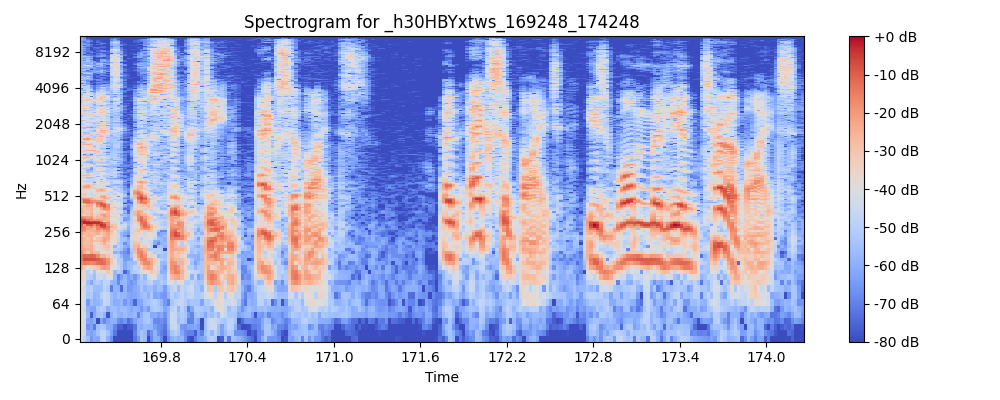 Spectrogram for _h30HBYxtws_169248_174248
Hz
8192
4096
2048
1024
512
256
128
64
0
169.8 170.4 171.0 171.6 172.2 172.8 173.4 174.0
Time
+0 dB
-10 dB
-20 dB
-30 dB
-40 dB
-50 dB
-60 dB
-70 dB
-80 dB